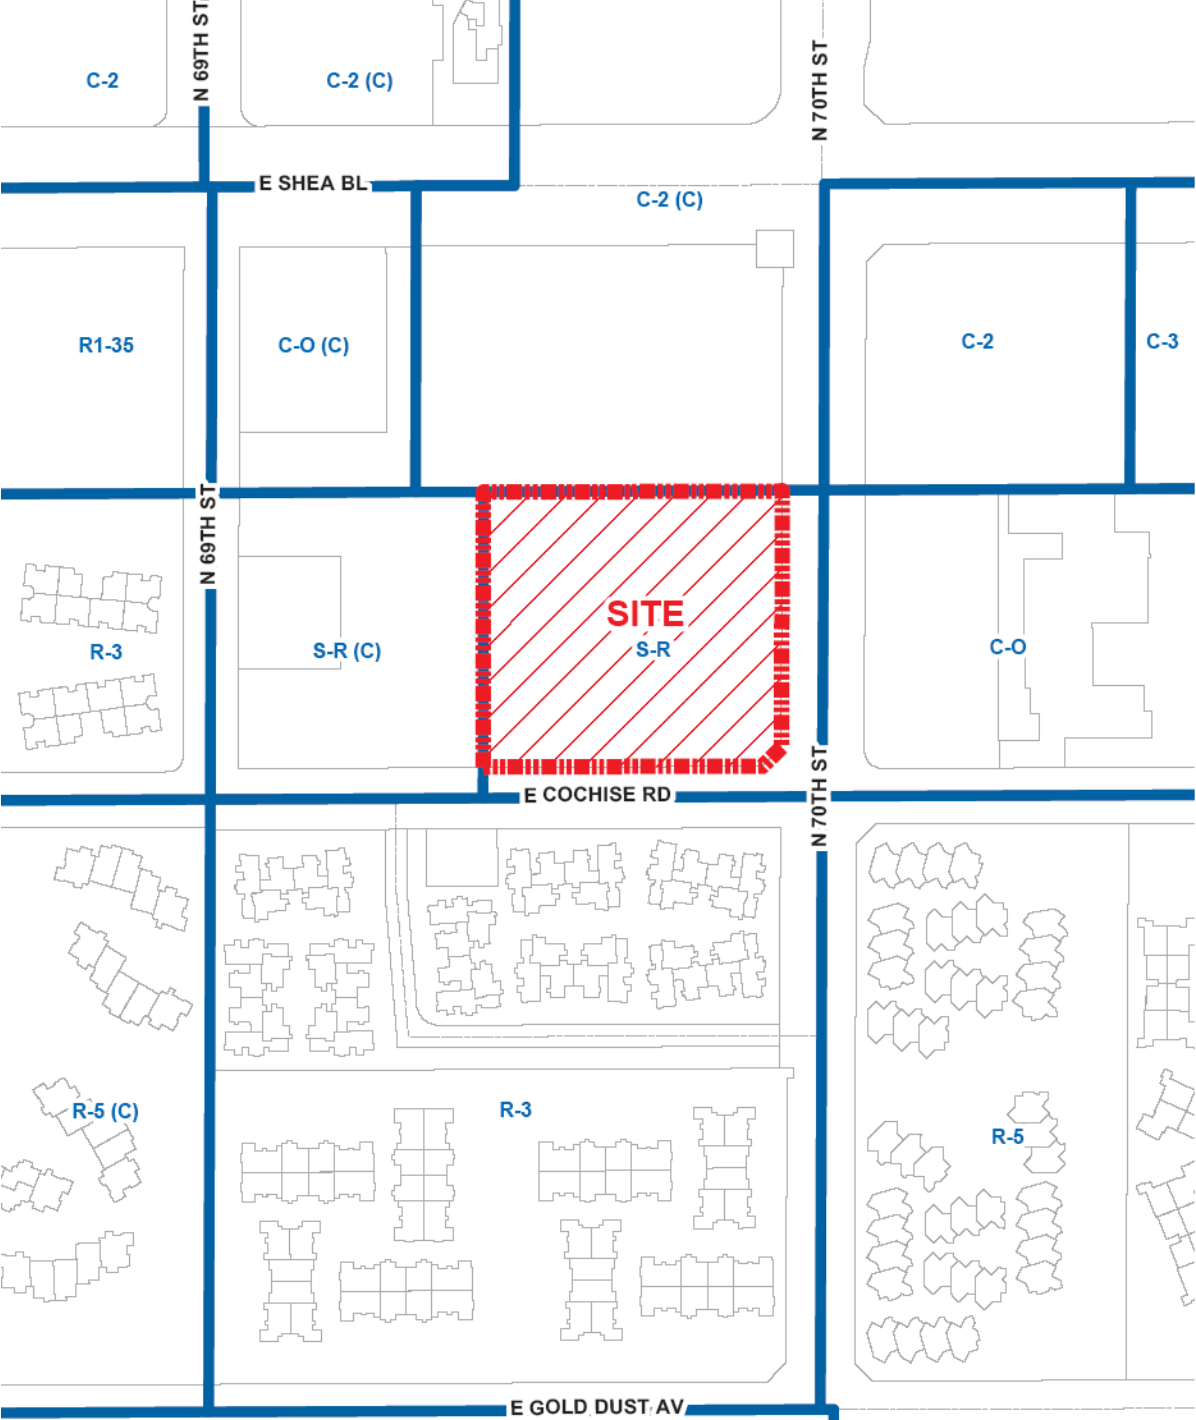 N 69TH ST
N 70TH ST
C-2
C-2 (C)
E SHEA BL
C-2 (C)
R1-35
C-O (C)
C-2
C-3
N 69TH ST
SITE
S-R
R-3
S-R (C)
C-O
N 70TH ST
E COCHISE RD
R-5 (C)
R-3
R-5
E GOLD DUST AV